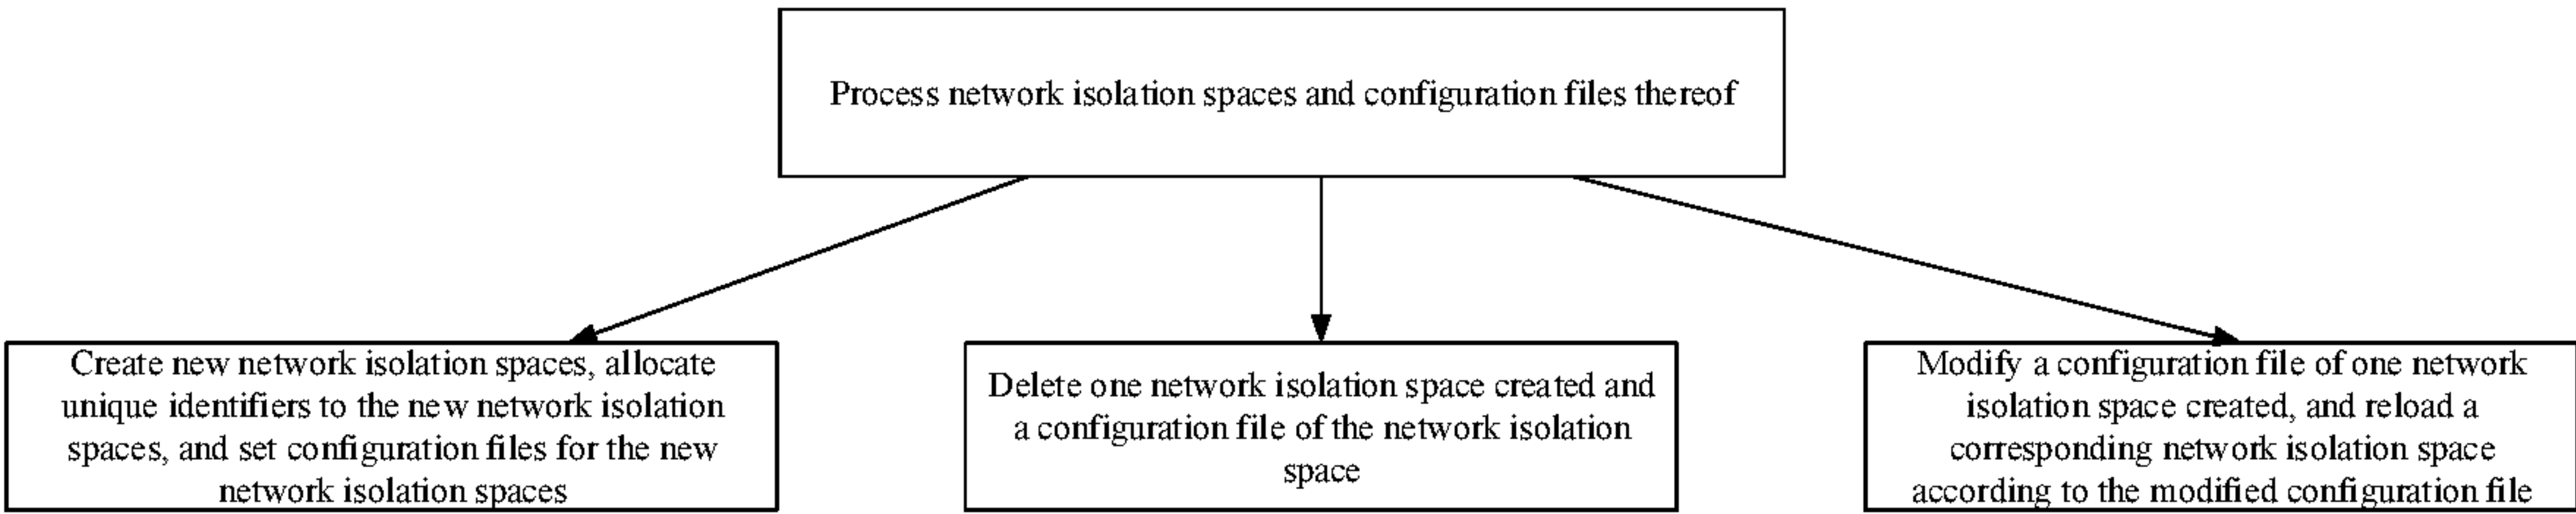 Process network isolation spaces and configuration files thereof
Create new network isolation spaces, allocate
unique identifiers to the new network isolation
spaces, and set configuration files for the new
network isolation spaces
Delete one network isolation space created and
a configuration file of the network isolation
space
Modify a configuration file of one network
isolation space created, and reload a
corresponding network isolation space
according to the modified configuration file